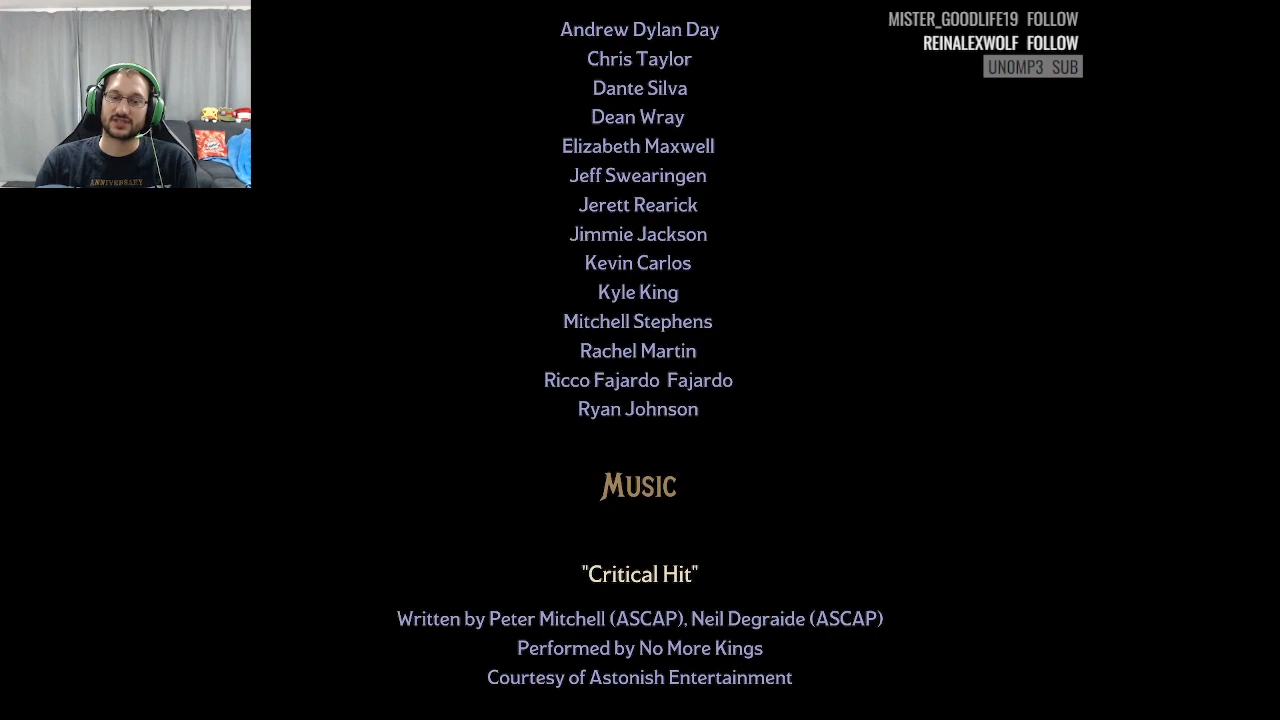 MISTER_GOODLIFE19 FOLLOW
REINALEXWOLF FOLLOW
UNOMP3 SUB
Andrew Dylan Day
Chris Taylor
Dante Silva
Dean Wray
Elizabeth Maxwell
Jeff Swearingen
Jerett Rearick
Jimmie Jackson
Kevin Carlos
Kyle King
Mitchell Stephens
Rachel Martin
Ricco Fajardo Fajardo
Ryan Johnson
MUSIC
"Critical Hit"
Written by Peter Mitchell (ASCAP), Neil Degraide (ASCAP)
Performed by No More Kings
Courtesy of Astonish Entertainment
ANNIVERSARY